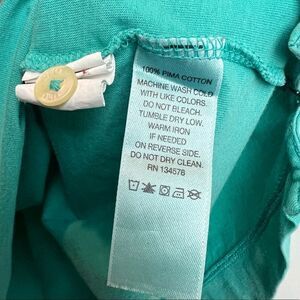 100% PIMA COTTON
MACHINE WASH COLD
WITH LIKE COLORS.
DO NOT BLEACH.
TUMBLE DRY LOW.
WARM IRON
IF NEEDED
ON REVERSE SIDE.
DO NOT DRY CLEAN.
RN 134576